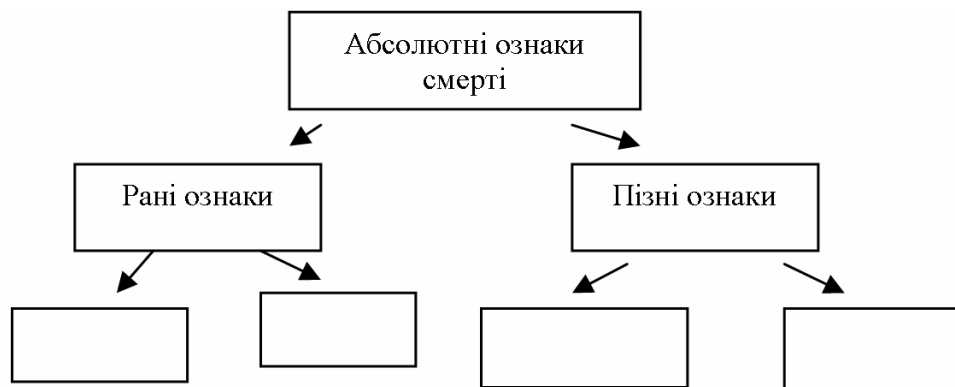 Абсолютні ознаки
смерті
Рані ознаки
Пізні ознаки